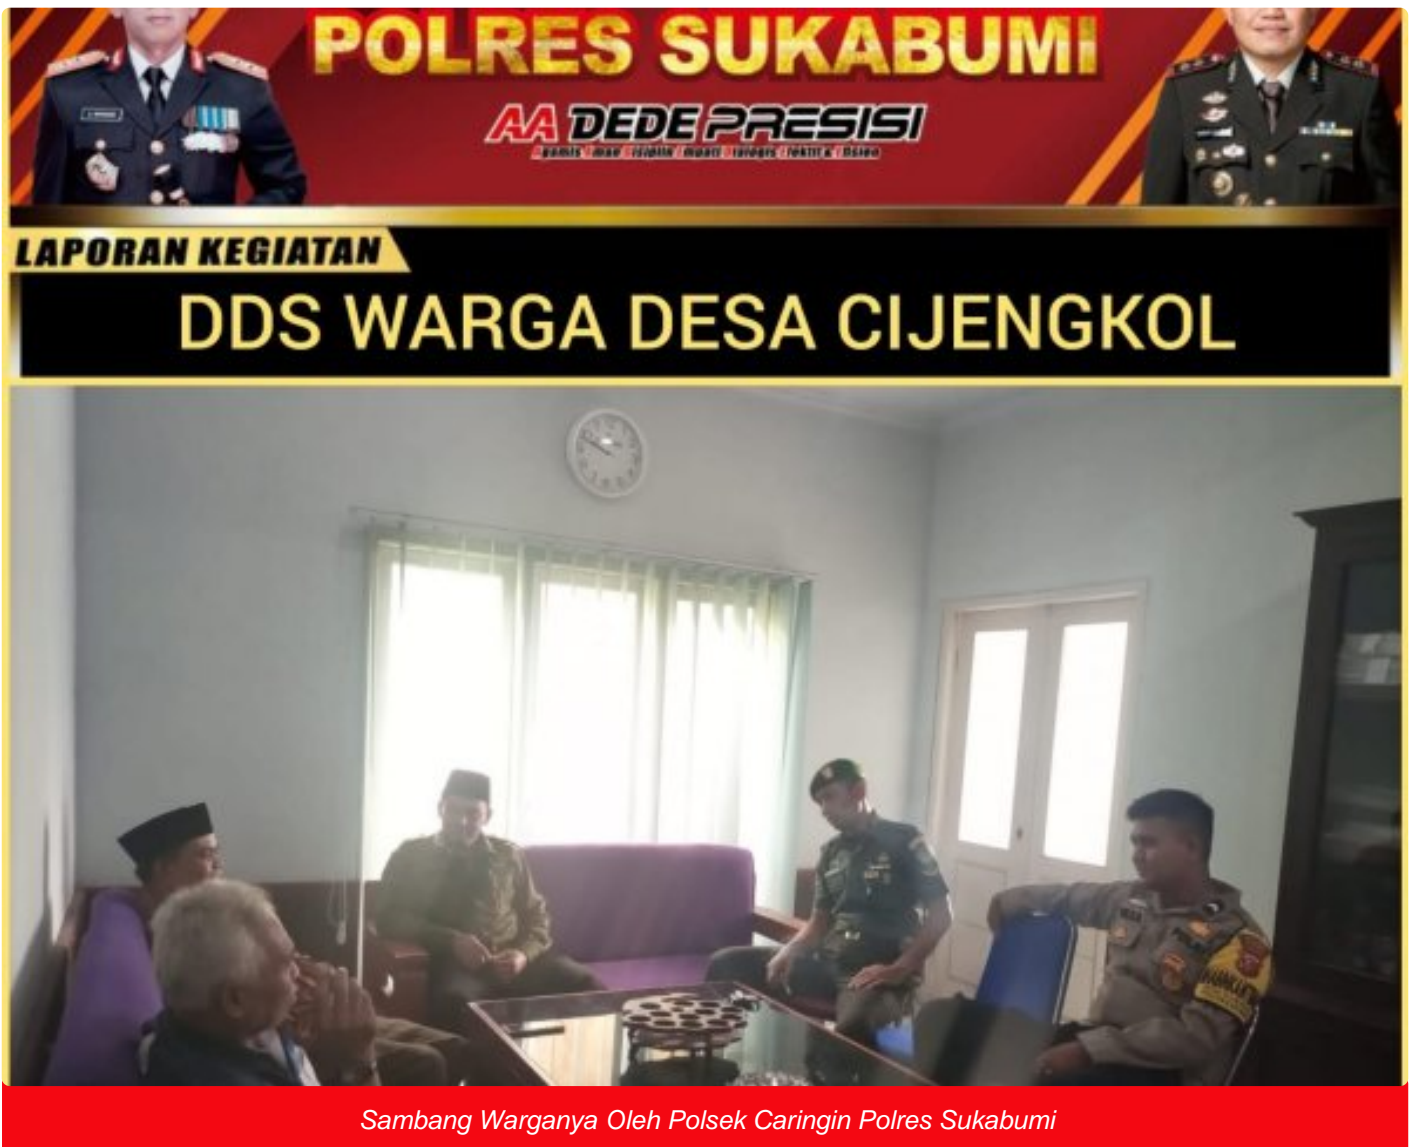 POLRES SUKABUMI
AA DEDE PRESISI
LAPORAN KEGIATAN
DDS WARGA DESA CIJENGKOL
Sambang Warganya Oleh Polsek Caringin Polres Sukabumi